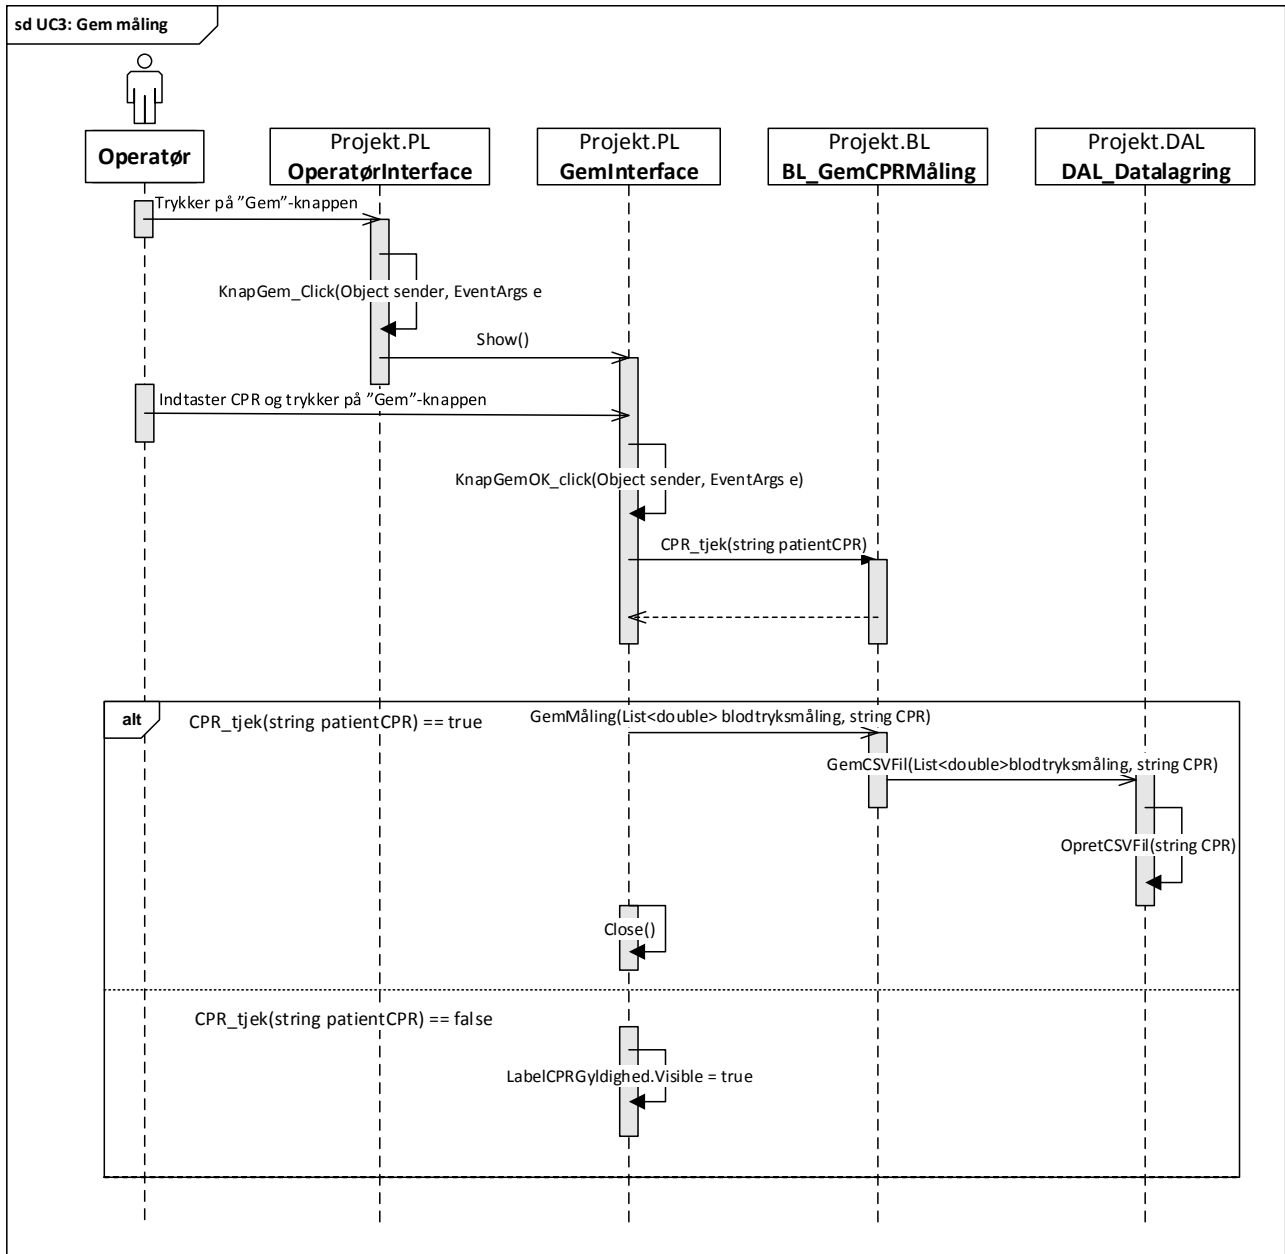 sd UC3: Gem måling
Operatør
Projekt.PL
OperatørInterface
Projekt.PL
GemInterface
Projekt.BL
BL_GemCPRMåling
Projekt.DAL
DAL_Datalagring
Trykker på ”Gem”-knappen
KnapGem_Click(Object sender, EventArgs e
Show()
Indtaster CPR og trykker på ”Gem”-knappen
KnapGemOK_click(Object sender, EventArgs e)
CPR_tjek(string patientCPR)
alt
CPR_tjek(string patientCPR) == true
GemMåling(List<double> blodtryksmåling, string CPR)
GemCSVFil(List<double>blodtryksmåling, string CPR)
OpretCSVFil(string CPR)
Close()
CPR_tjek(string patientCPR) == false
LabelCPRGyldighed.Visible = true